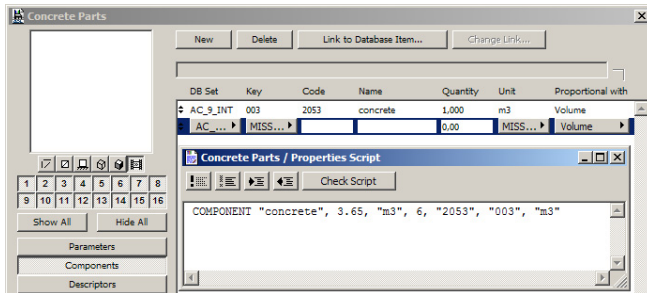 Concrete Parts
New Delete Link to Database Item... Change Link...
DB Set Key Code Name Quantity Unit Proportional with
AC_9_INT 003 2053 concrete 1,000 m3 Volume
AC_... MISS... 0,00 MISS... Volume
Concrete Parts / Properties Script
Check Script
COMPONENT "concrete", 3.65, "m3", 6, "2053", "003", "m3"
1 2 3 4 5 6 7 8
9 10 11 12 13 14 15 16
Show All Hide All
Parameters
Components
Descriptors